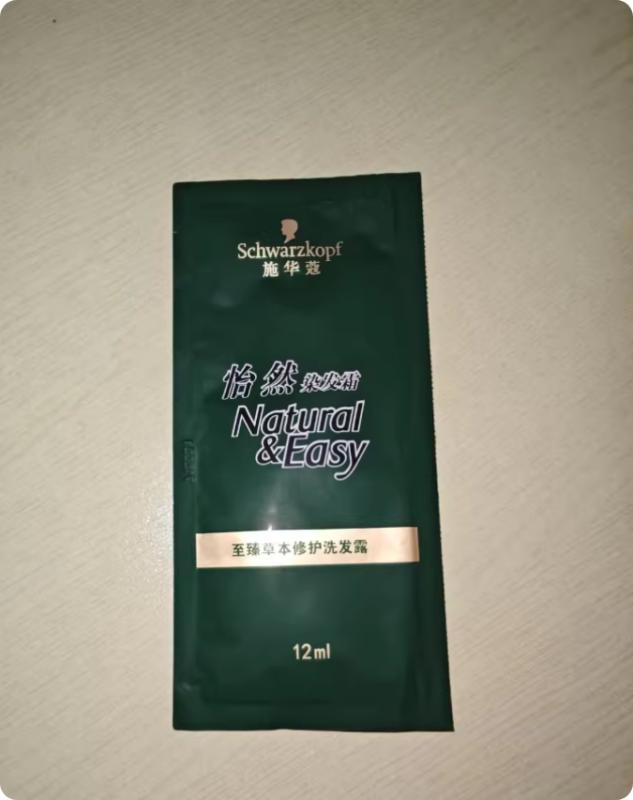 Schwarzkopf
施华蔻
怡然染发霜
Natural
&Easy
至臻草本修护洗发露
12ml